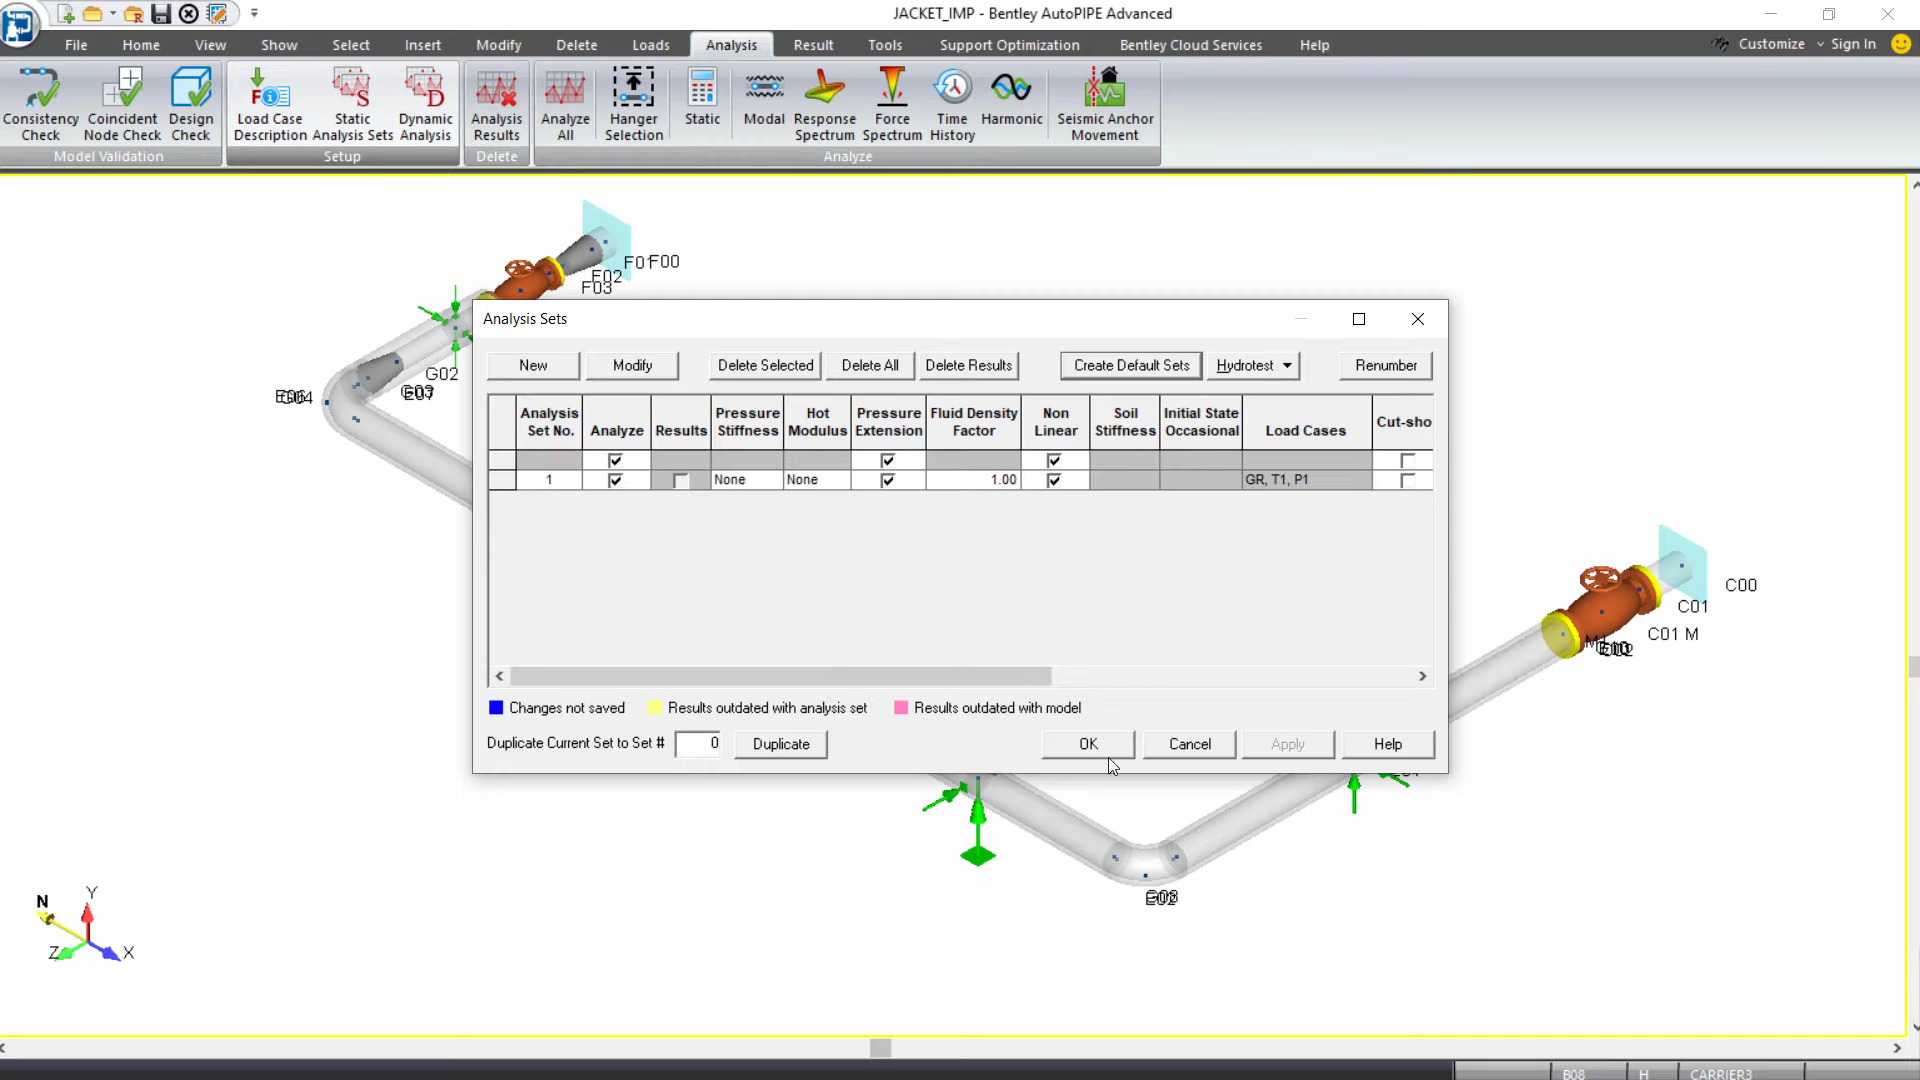 JACKET_IMP - Bentley AutoPIPE Advanced
File Home View Show Select Insert Modify Delete Loads Analysis Result Tools Support Optimization Bentley Cloud Services Help Customize Sign In
Consistency Check
Coincident Node Check
Design Check
Model Validation
Load Case Description
Static Analysis Sets
Dynamic Analysis
Setup
Analysis Results
Delete
Analyze All
Hanger Selection
Static
Modal
Response Spectrum
Force Spectrum
Time History
Harmonic
Seismic Anchor Movement
Analyze
F00
F03
G02
Analysis Sets
New Modify Delete Selected Delete All Delete Results Create Default Sets Hydrotest Renumber
Analysis Set No. Analyze Results Pressure Stiffness Hot Modulus Pressure Extension Fluid Density Factor Non Linear Soil Stiffness Initial State Occasional Load Cases Cut-sho
1 None None 1.00 GR, T1, P1
Changes not saved Results outdated with analysis set Results outdated with model
Duplicate Current Set to Set # 0 Duplicate OK Cancel Apply Help
C00
C01
C01 M
N
Y
Z
X
B08 H CARRIER3